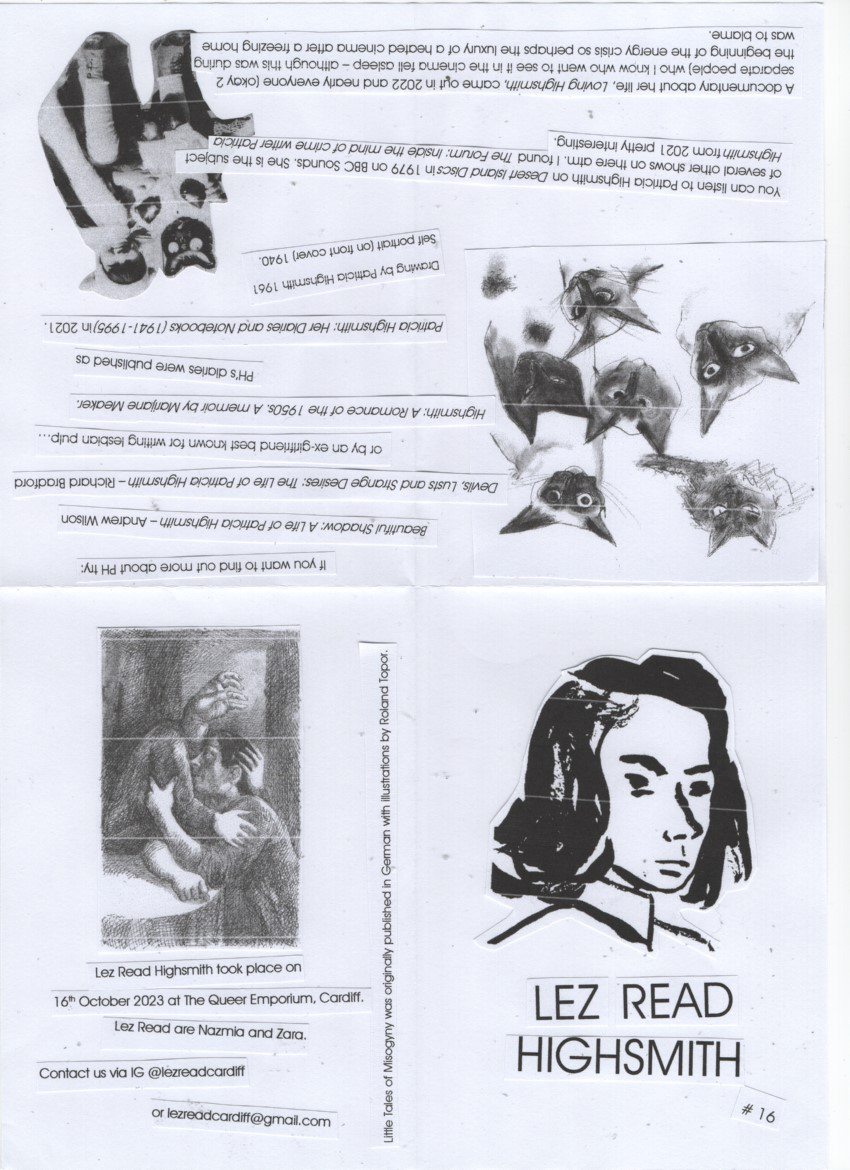 LEZ READ
HIGHSMITH
# 16
If you want to find out more about PH try:
Beautiful Shadow: A Life of Patricia Highsmith – Andrew Wilson
Devils, Lusts and Strange Desires: The Life of Patricia Highsmith – Richard Bradford
or by an ex-girlfriend best known for writing lesbian pulp...
Highsmith: A Romance of the 1950s. A memoir by Marijane Meaker.
PH's diaries were published as
Patricia Highsmith: Her Diaries and Notebooks (1941-1995) in 2021.
Drawing by Patricia Highsmith 1961
Self portrait (on front cover) 1940.
You can listen to Patricia Highsmith on Desert Island Discs in 1979 on BBC Sounds. She is the subject
of several other shows on there atm. I found The Forum: Inside the mind of crime writer Patricia
Highsmith from 2021 pretty interesting.
A documentary about her life, Loving Highsmith, came out in 2022 and nearly everyone (okay 2
separate people) who I know who went to see it in the cinema fell asleep – although this was during
the beginning of the energy crisis so perhaps the luxury of a heated cinema after a freezing home
was to blame.
Little Tales of Misogyny was originally published in German with illustrations by Roland Topor.
Lez Read Highsmith took place on
16th October 2023 at The Queer Emporium, Cardiff.
Lez Read are Nazmia and Zara.
Contact us via IG @lezreadcardiff
or lezreadcardiff@gmail.com